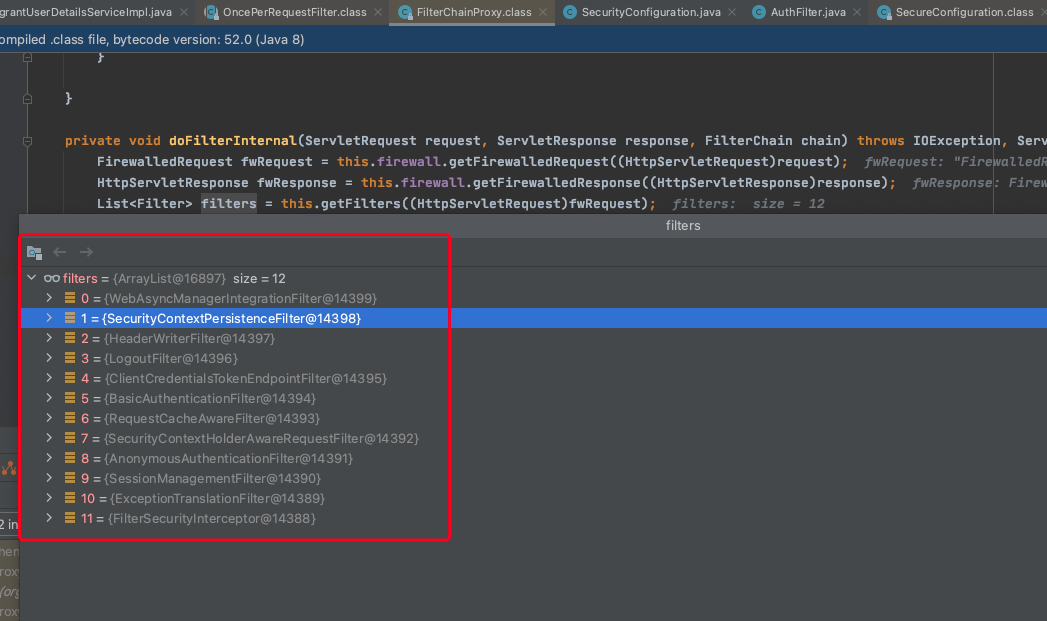 grantUserDetailsServiceImpl.java OncePerRequestFilter.class FilterChainProxy.class SecurityConfiguration.java AuthFilter.java SecureConfiguration.class
ompiled .class file, bytecode version: 52.0 (Java 8)
}
}
private void doFilterInternal(ServletRequest request, ServletResponse response, FilterChain chain) throws IOException, Serv
FirewalledRequest fwRequest = this.firewall.getFirewalledRequest((HttpServletRequest)request); fwRequest: "FirewalledR
HttpServletResponse fwResponse = this.firewall.getFirewalledResponse((HttpServletResponse)response); fwResponse: Firew
List<Filter> filters = this.getFilters((HttpServletRequest)fwRequest); filters: size = 12
filters
filters = {ArrayList@16897} size = 12
0 = {WebAsyncManagerIntegrationFilter@14399}
1 = {SecurityContextPersistenceFilter@14398}
2 = {HeaderWriterFilter@14397}
3 = {LogoutFilter@14396}
4 = {ClientCredentialsTokenEndpointFilter@14395}
5 = {BasicAuthenticationFilter@14394}
6 = {RequestCacheAwareFilter@14393}
7 = {SecurityContextHolderAwareRequestFilter@14392}
8 = {AnonymousAuthenticationFilter@14391}
9 = {SessionManagementFilter@14390}
10 = {ExceptionTranslationFilter@14389}
11 = {FilterSecurityInterceptor@14388}
2 in
hen
roxy
(org
roxy